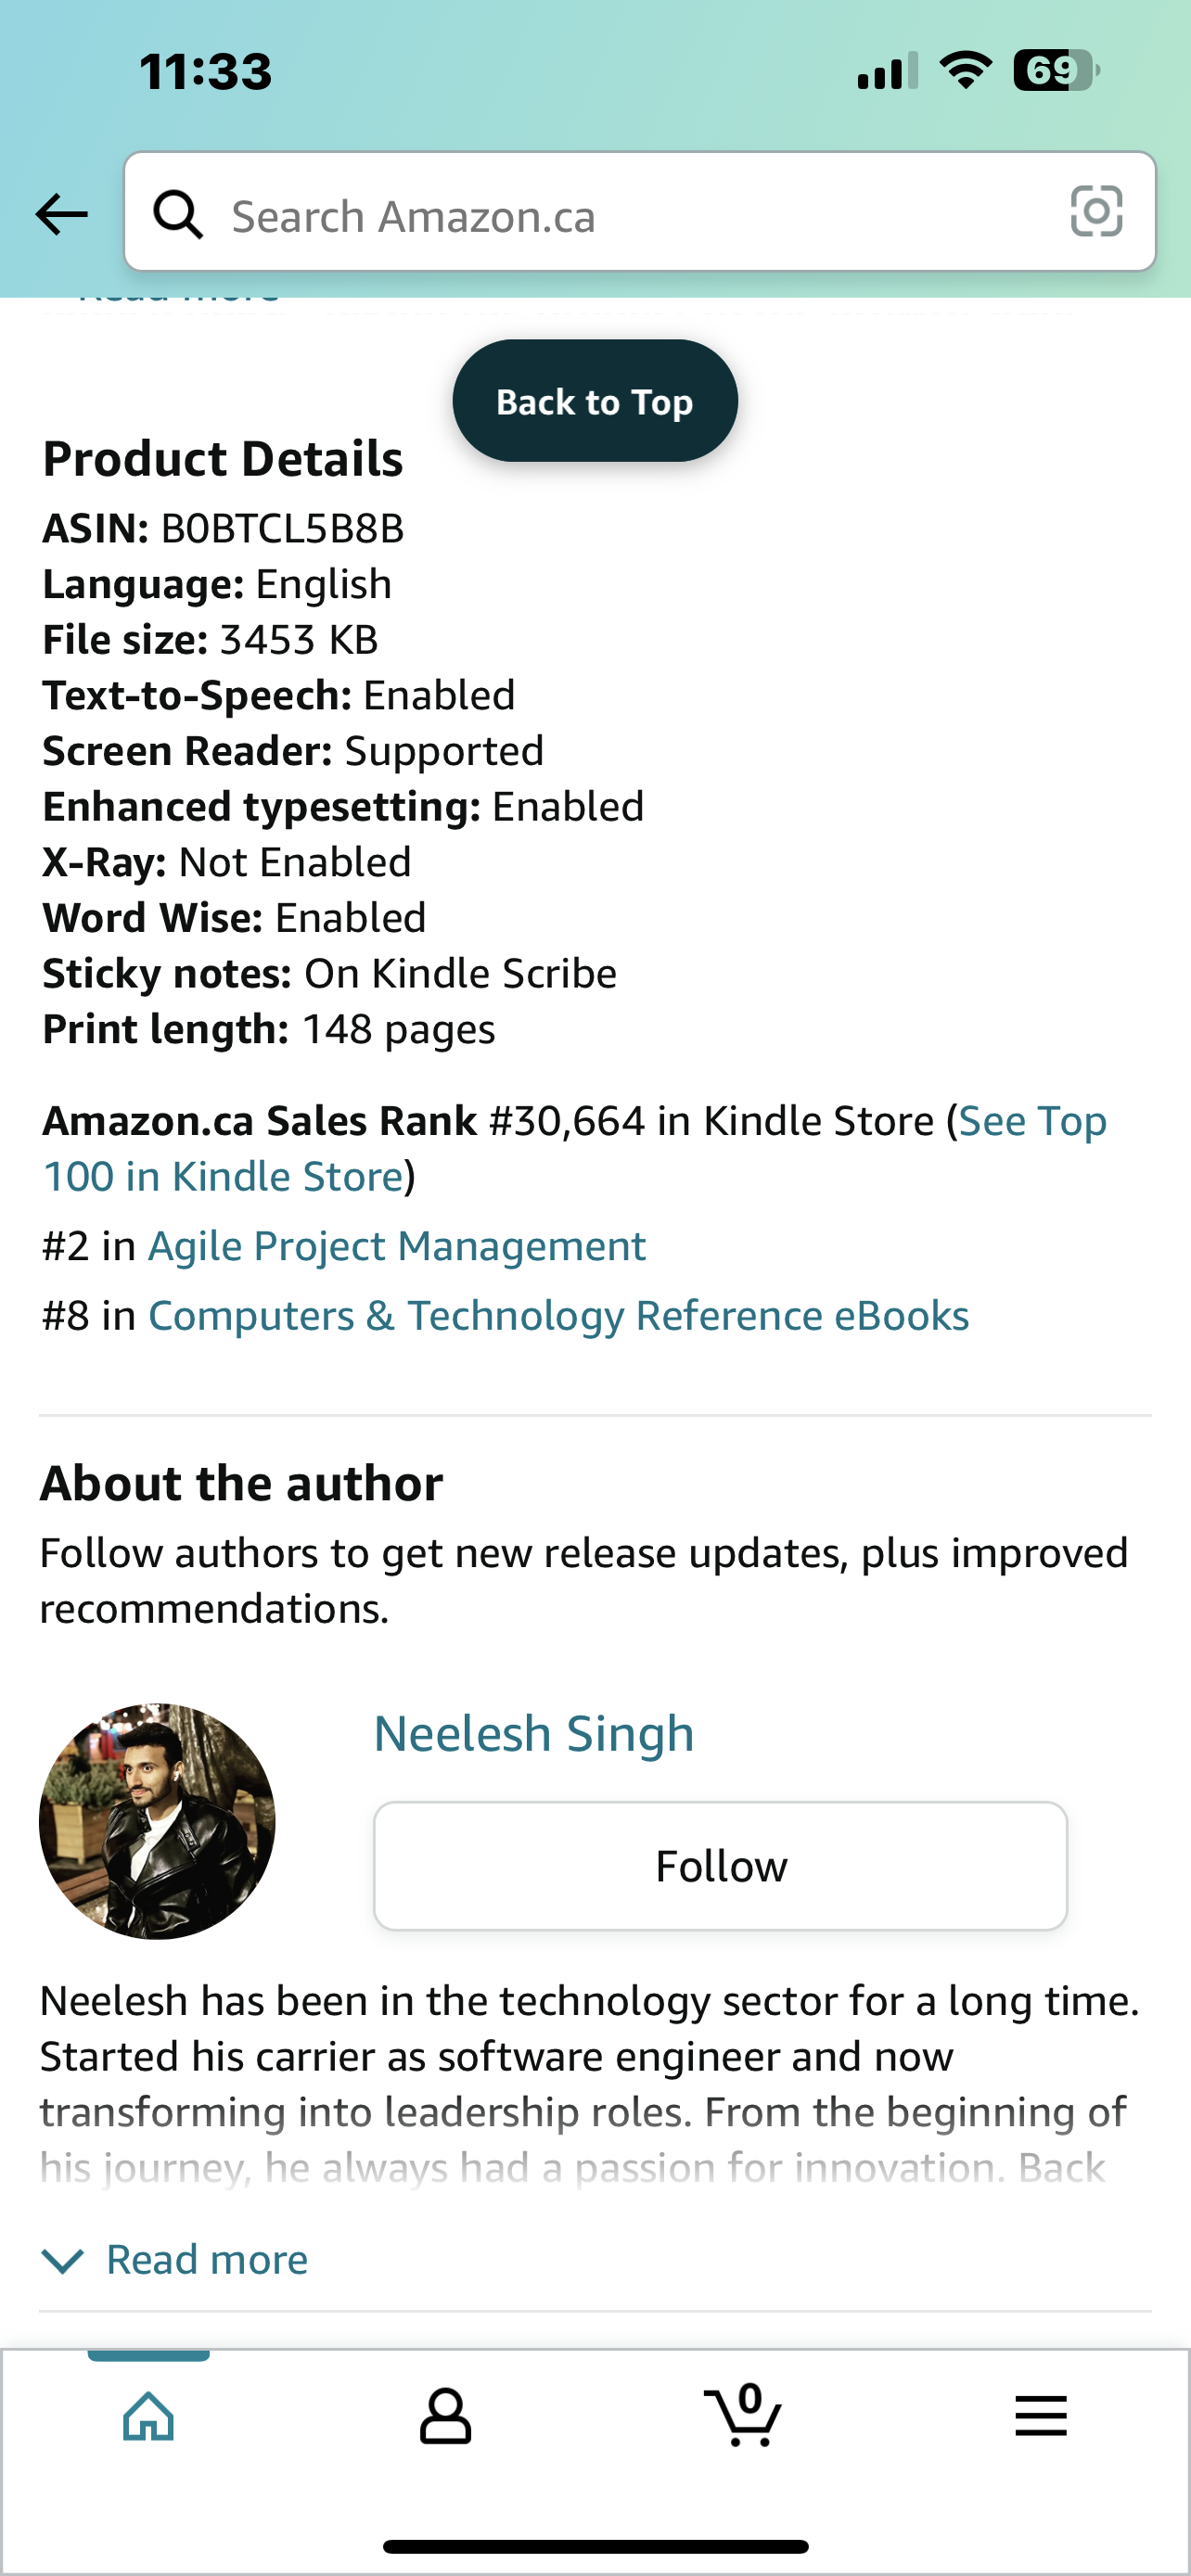 11:33
69
Search Amazon.ca
Read more
Back to Top
Product Details
ASIN: B0BTCL5B8B
Language: English
File size: 3453 KB
Text-to-Speech: Enabled
Screen Reader: Supported
Enhanced typesetting: Enabled
X-Ray: Not Enabled
Word Wise: Enabled
Sticky notes: On Kindle Scribe
Print length: 148 pages
Amazon.ca Sales Rank #30,664 in Kindle Store (See Top
100 in Kindle Store)
#2 in Agile Project Management
#8 in Computers & Technology Reference eBooks
About the author
Follow authors to get new release updates, plus improved
recommendations.
Neelesh Singh
Follow
Neelesh has been in the technology sector for a long time.
Started his carrier as software engineer and now
transforming into leadership roles. From the beginning of
his journey, he always had a passion for innovation. Back
Read more
0